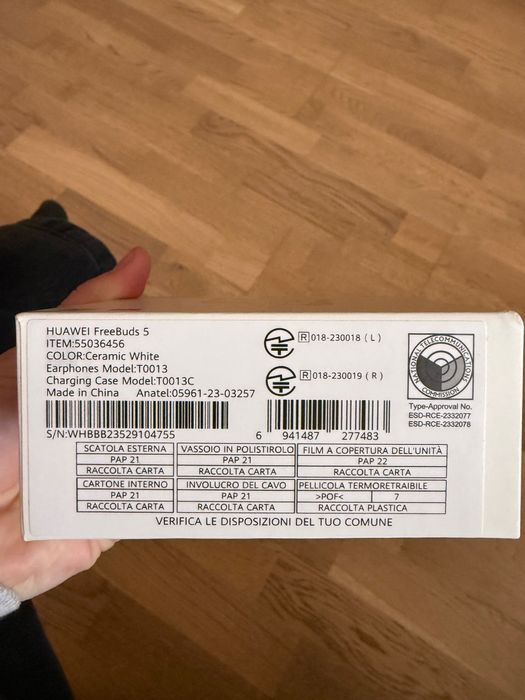 HUAWEI FreeBuds 5
ITEM:55036456
COLOR:Ceramic White
Earphones Model:T0013
Charging Case Model:T0013C
Made in China Anatel:05961-23-03257
S/N:WHBBB23529104755
R 018-230018 ( L )
R 018-230019 ( R )
6 941487 277483
NATIONAL TELECOMMUNICATIONS COMMISSION
Type-Approval No.
ESD-RCE-2332077
ESD-RCE-2332078
SCATOLA ESTERNA VASSOIO IN POLISTIROLO FILM A COPERTURA DELL'UNITÀ
PAP 21 PAP 21 PAP 22
RACCOLTA CARTA RACCOLTA CARTA RACCOLTA CARTA
CARTONE INTERNO INVOLUCRO DEL CAVO PELLICOLA TERMORETRAIBILE
PAP 21 PAP 21 >POF< 7
RACCOLTA CARTA RACCOLTA CARTA RACCOLTA PLASTICA
VERIFICA LE DISPOSIZIONI DEL TUO COMUNE